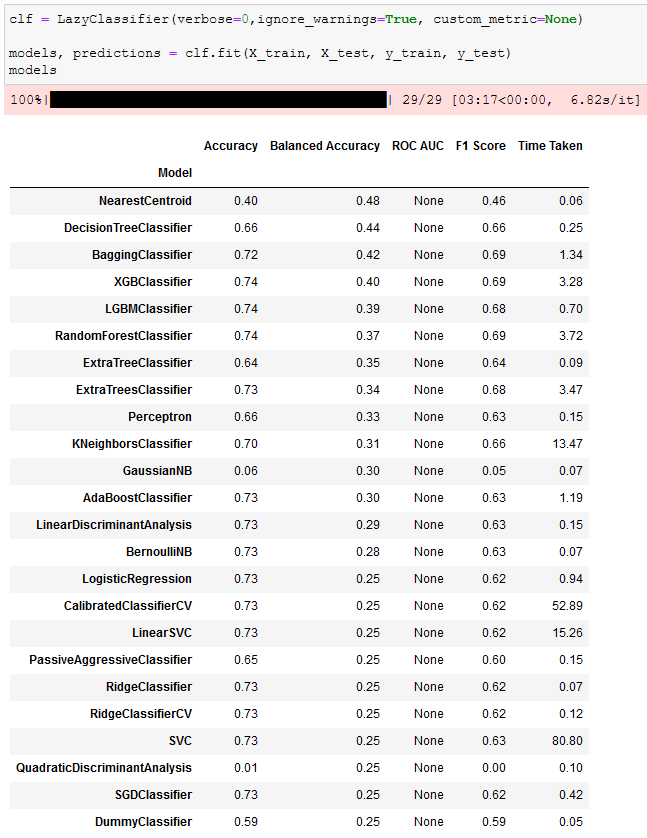 clf = LazyClassifier(verbose=0,ignore_warnings=True, custom_metric=None)
models, predictions = clf.fit(X_train, X_test, y_train, y_test)
models
100%| | 29/29 [03:17<00:00, 6.82s/it]
Accuracy Balanced Accuracy ROC AUC F1 Score Time Taken
Model
NearestCentroid 0.40 0.48 None 0.46 0.06
DecisionTreeClassifier 0.66 0.44 None 0.66 0.25
BaggingClassifier 0.72 0.42 None 0.69 1.34
XGBClassifier 0.74 0.40 None 0.69 3.28
LGBMClassifier 0.74 0.39 None 0.68 0.70
RandomForestClassifier 0.74 0.37 None 0.69 3.72
ExtraTreeClassifier 0.64 0.35 None 0.64 0.09
ExtraTreesClassifier 0.73 0.34 None 0.68 3.47
Perceptron 0.66 0.33 None 0.63 0.15
KNeighborsClassifier 0.70 0.31 None 0.66 13.47
GaussianNB 0.06 0.30 None 0.05 0.07
AdaBoostClassifier 0.73 0.30 None 0.63 1.19
LinearDiscriminantAnalysis 0.73 0.29 None 0.63 0.15
BernoulliNB 0.73 0.28 None 0.63 0.07
LogisticRegression 0.73 0.25 None 0.62 0.94
CalibratedClassifierCV 0.73 0.25 None 0.62 52.89
LinearSVC 0.73 0.25 None 0.62 15.26
PassiveAggressiveClassifier 0.65 0.25 None 0.60 0.15
RidgeClassifier 0.73 0.25 None 0.62 0.07
RidgeClassifierCV 0.73 0.25 None 0.62 0.12
SVC 0.73 0.25 None 0.63 80.80
QuadraticDiscriminantAnalysis 0.01 0.25 None 0.00 0.10
SGDClassifier 0.73 0.25 None 0.62 0.42
DummyClassifier 0.59 0.25 None 0.59 0.05